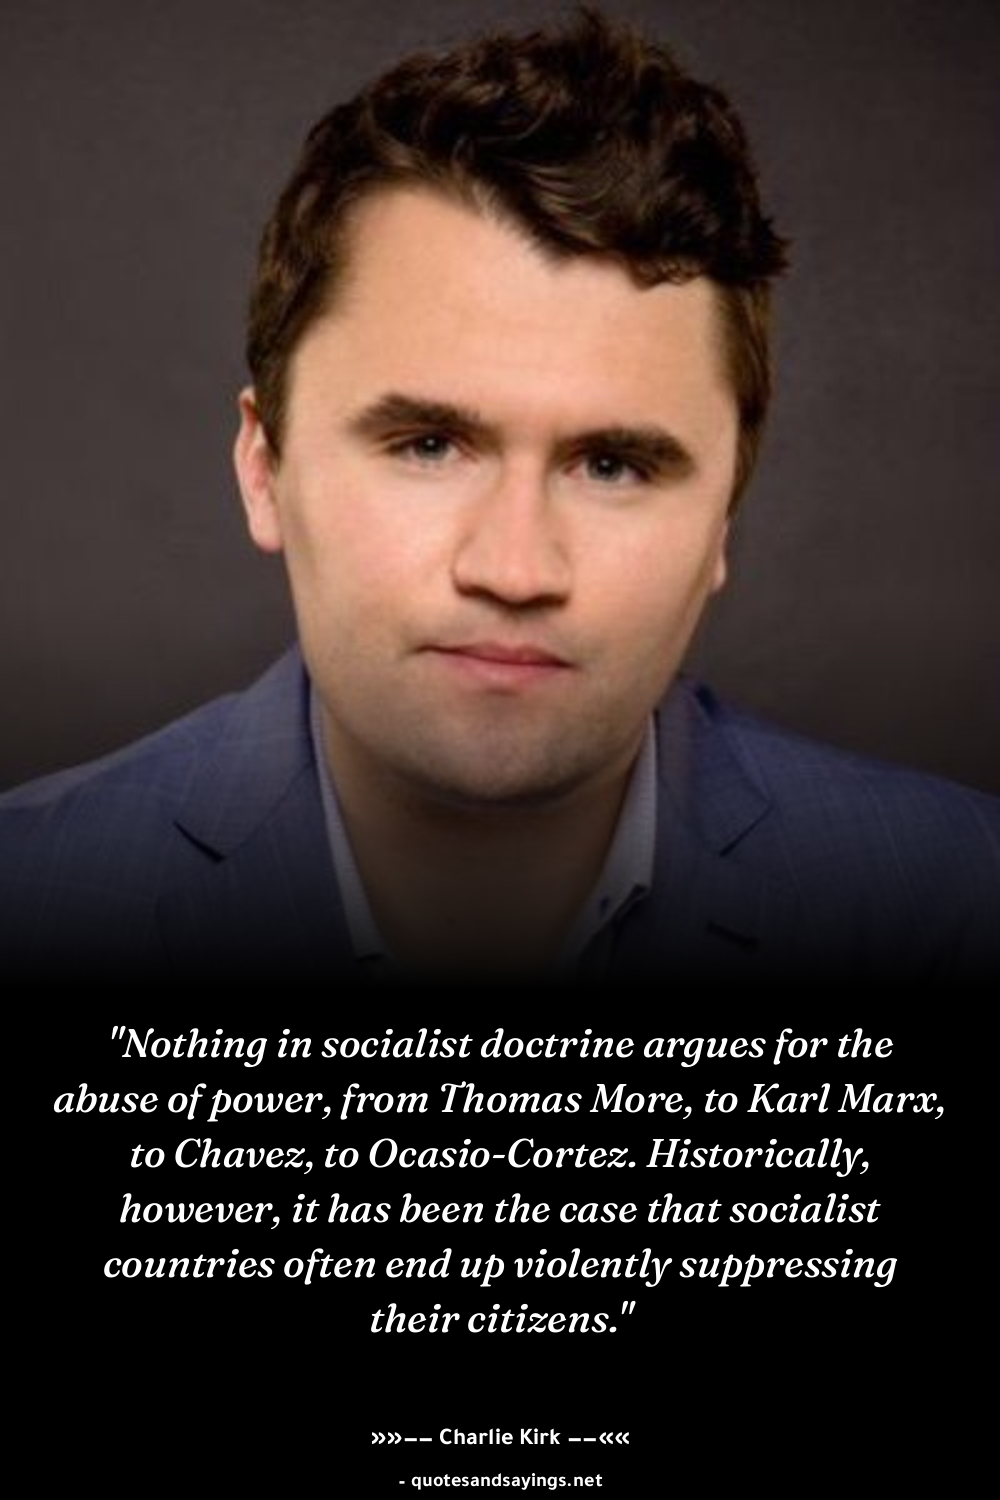 "Nothing in socialist doctrine argues for the
abuse of power, from Thomas More, to Karl Marx,
to Chavez, to Ocasio-Cortez. Historically,
however, it has been the case that socialist
countries often end up violently suppressing
their citizens."
»»−− Charlie Kirk −−««
- quotesandsayings.net